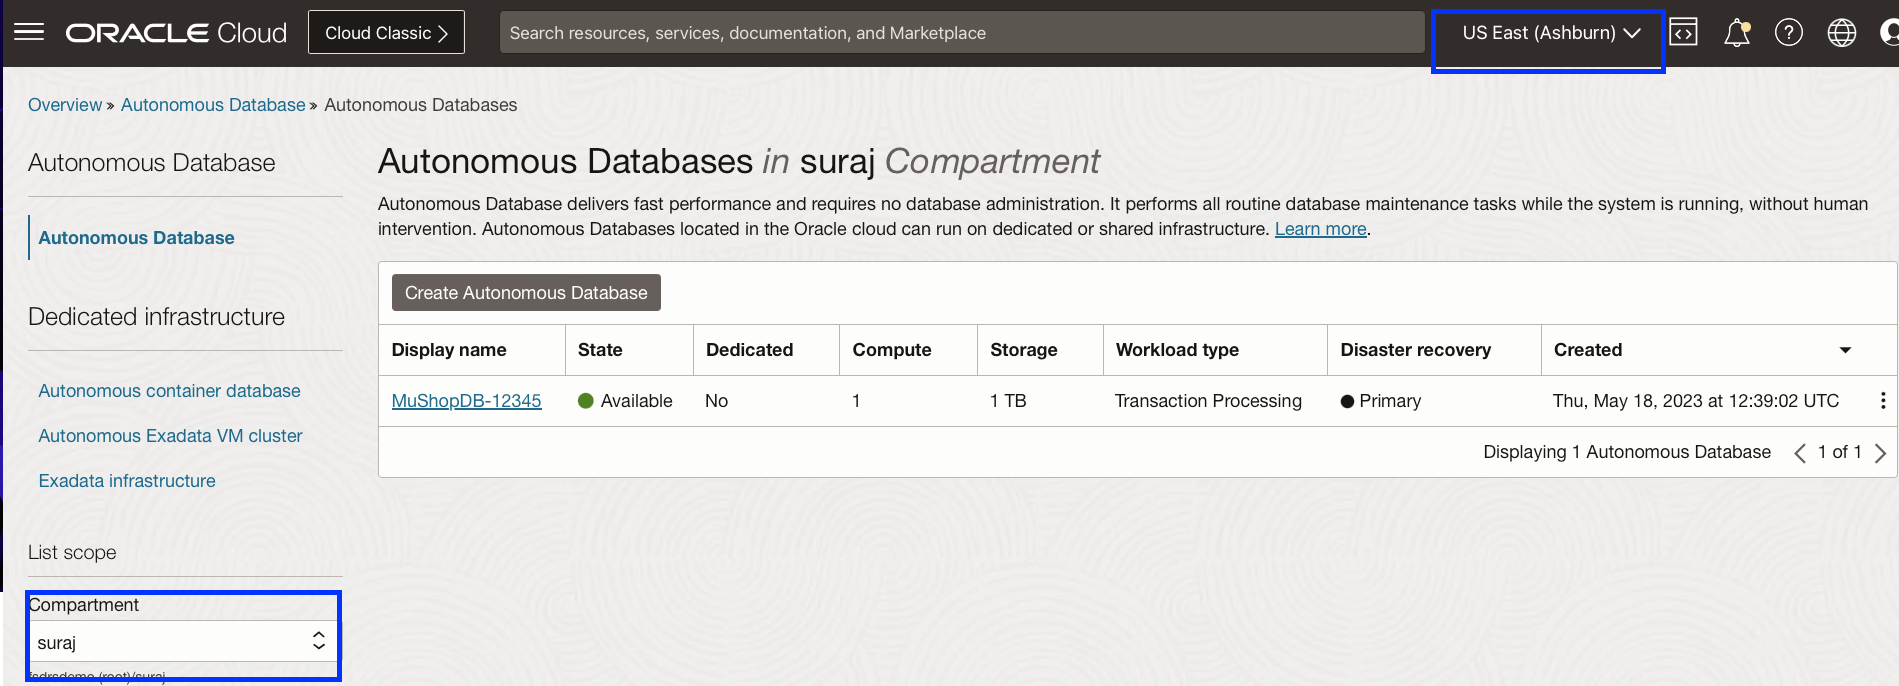 ORACLE Cloud
Cloud Classic
Search resources, services, documentation, and Marketplace
US East (Ashburn)
Overview » Autonomous Database » Autonomous Databases
Autonomous Database
Autonomous Database
Dedicated infrastructure
Autonomous container database
Autonomous Exadata VM cluster
Exadata infrastructure
List scope
Compartment
suraj
fsdrsdemo (root)/suraj
Autonomous Databases in suraj Compartment
Autonomous Database delivers fast performance and requires no database administration. It performs all routine database maintenance tasks while the system is running, without human
intervention. Autonomous Databases located in the Oracle cloud can run on dedicated or shared infrastructure. Learn more.
Create Autonomous Database
Display name State Dedicated Compute Storage Workload type Disaster recovery Created
MuShopDB-12345 Available No 1 1 TB Transaction Processing Primary Thu, May 18, 2023 at 12:39:02 UTC
Displaying 1 Autonomous Database 1 of 1